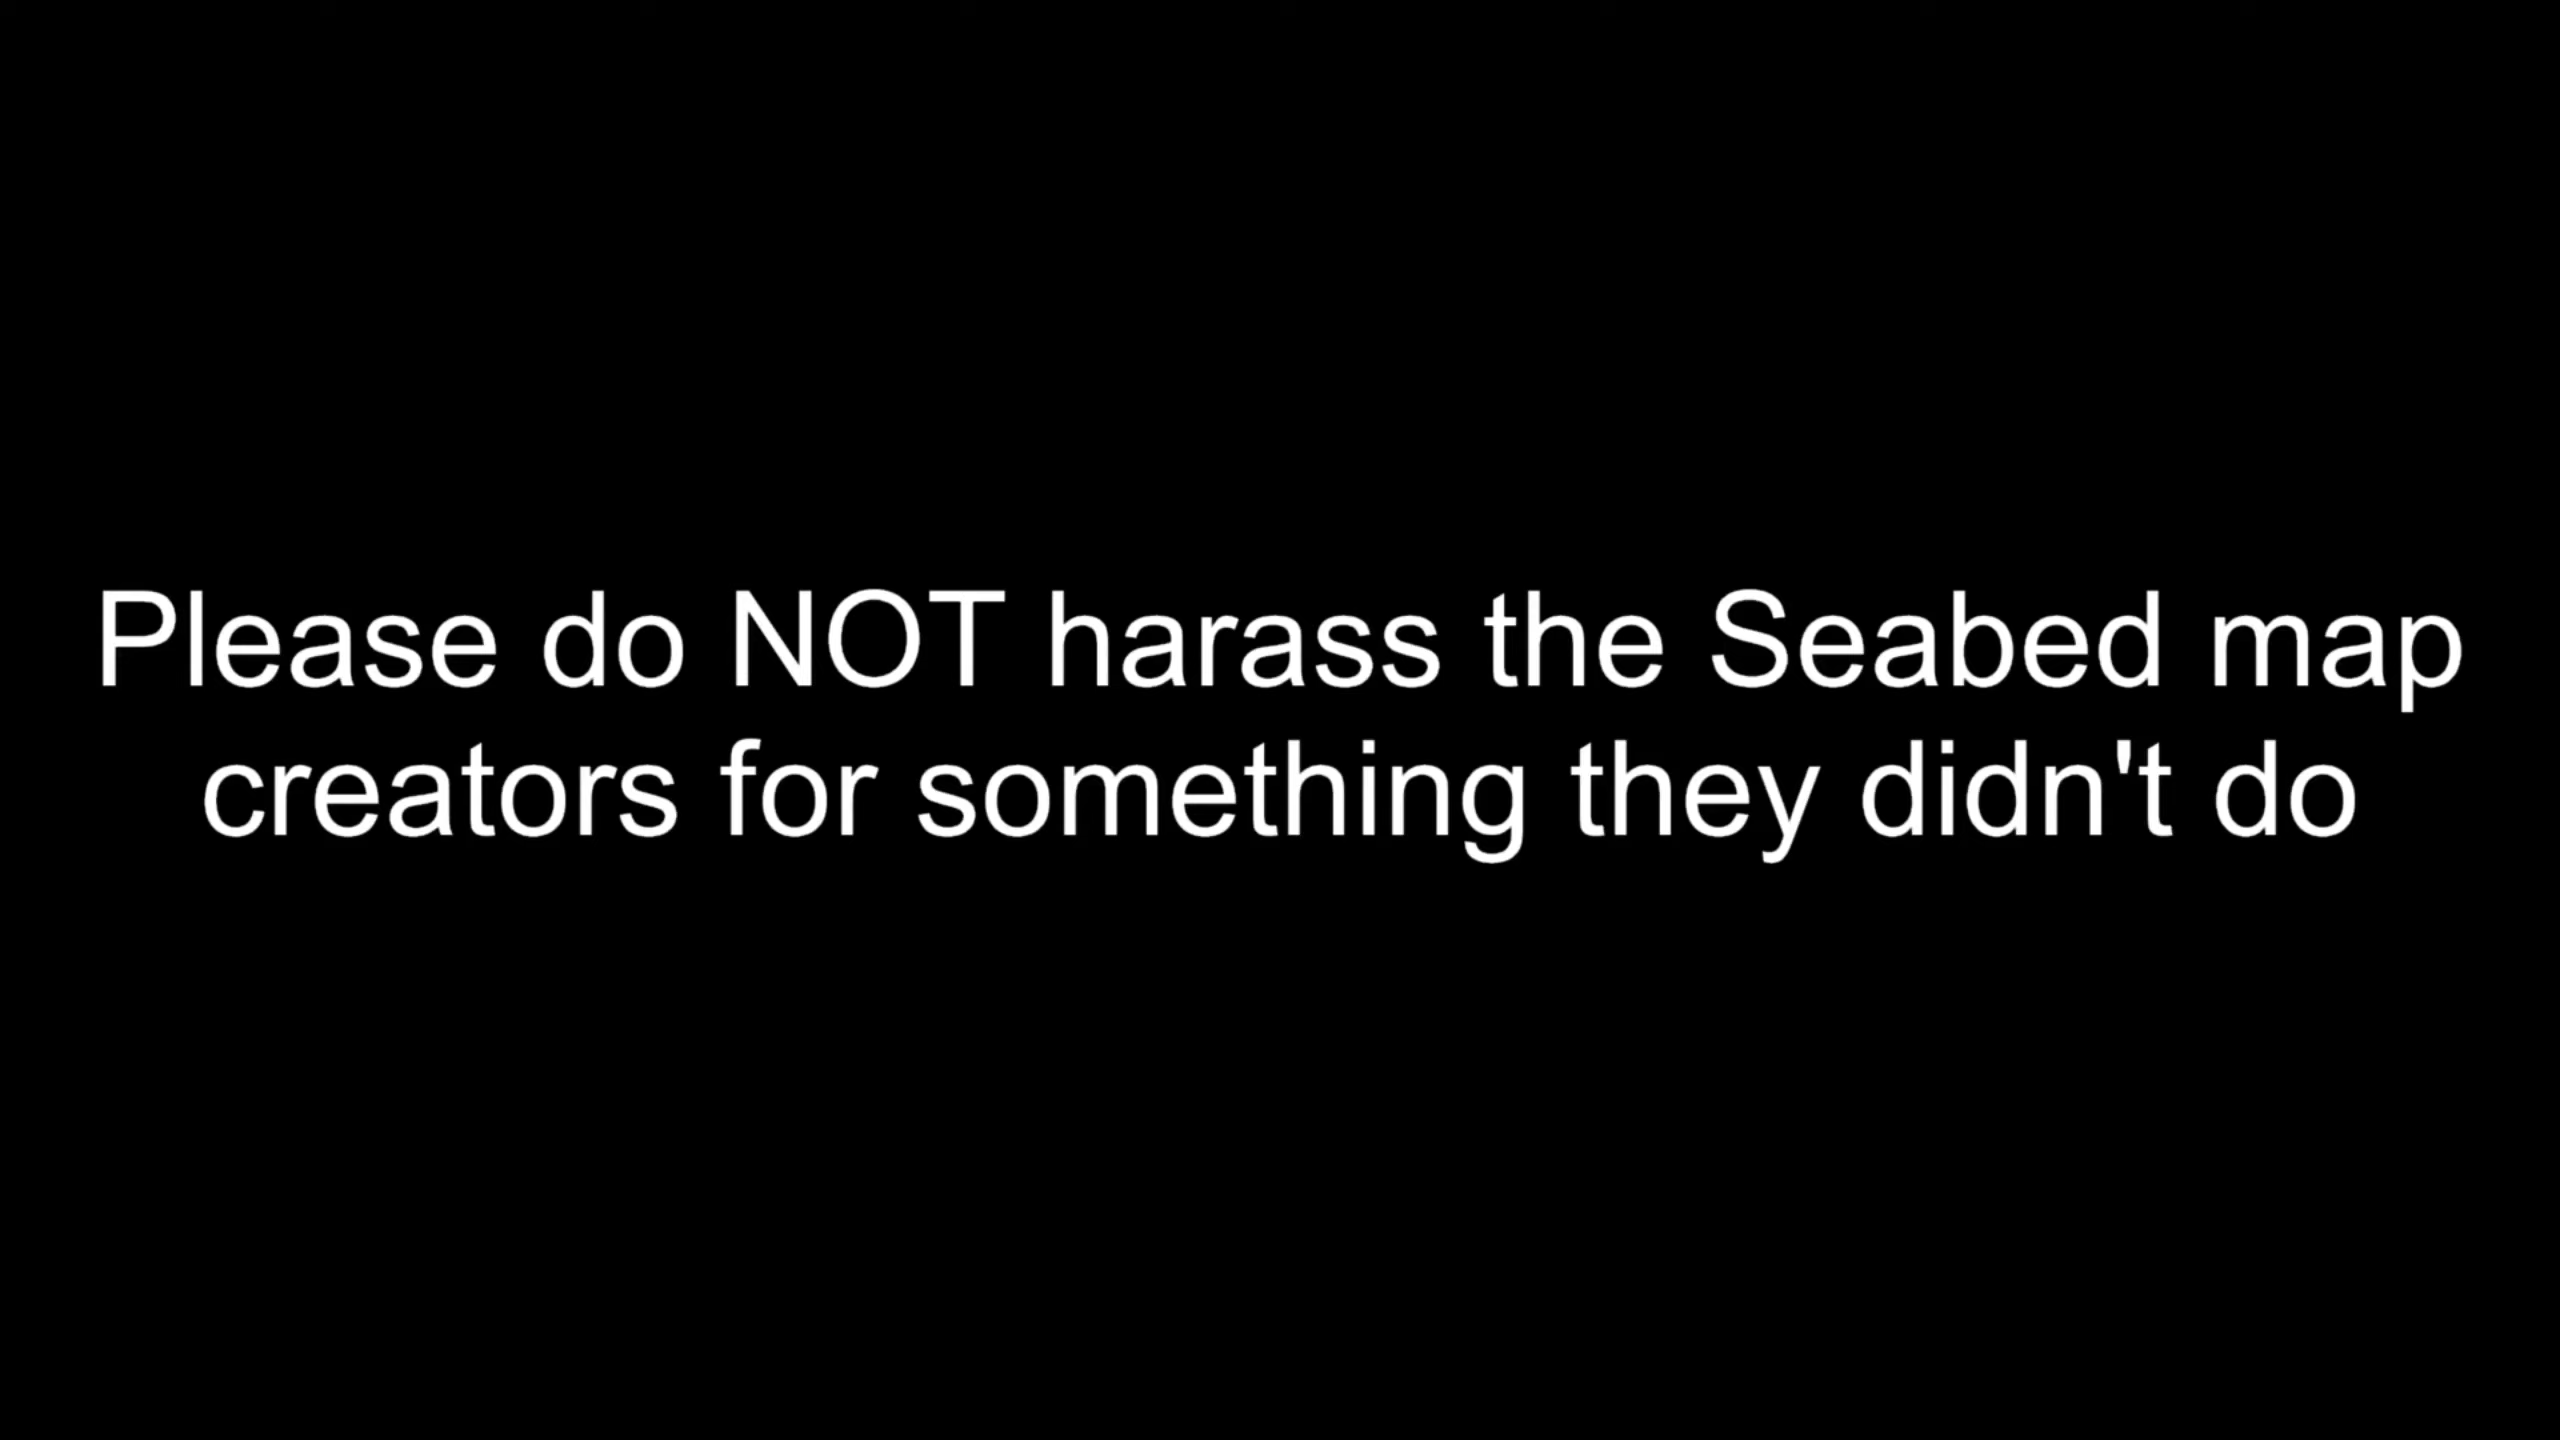 Please do NOT harass the Seabed map
creators for something they didn't do